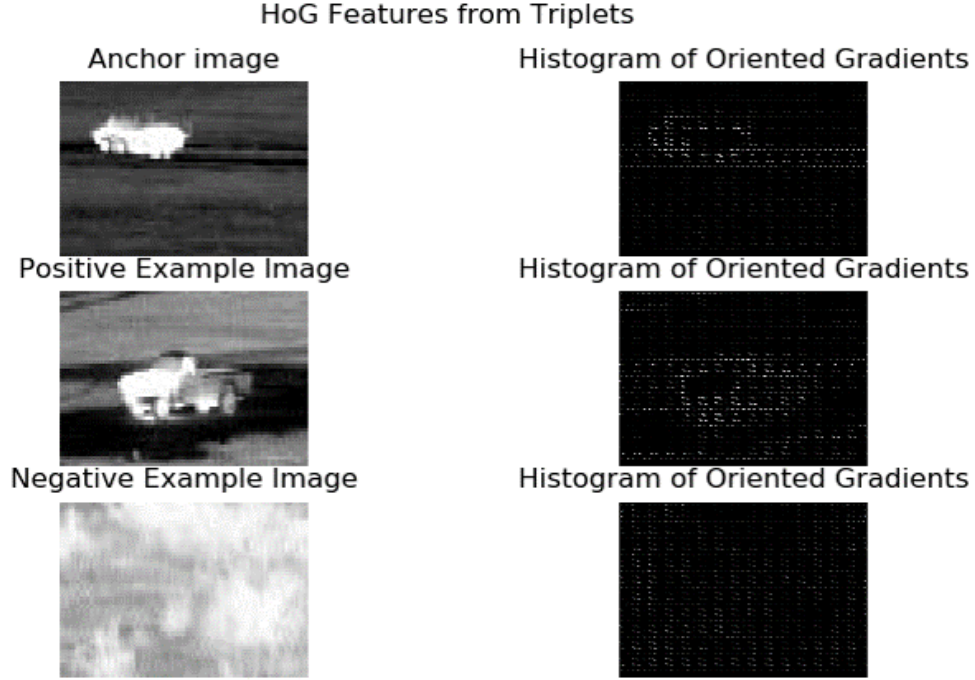 HoG Features from Triplets
Anchor image
Histogram of Oriented Gradients
Positive Example Image
Histogram of Oriented Gradients
Negative Example Image
Histogram of Oriented Gradients